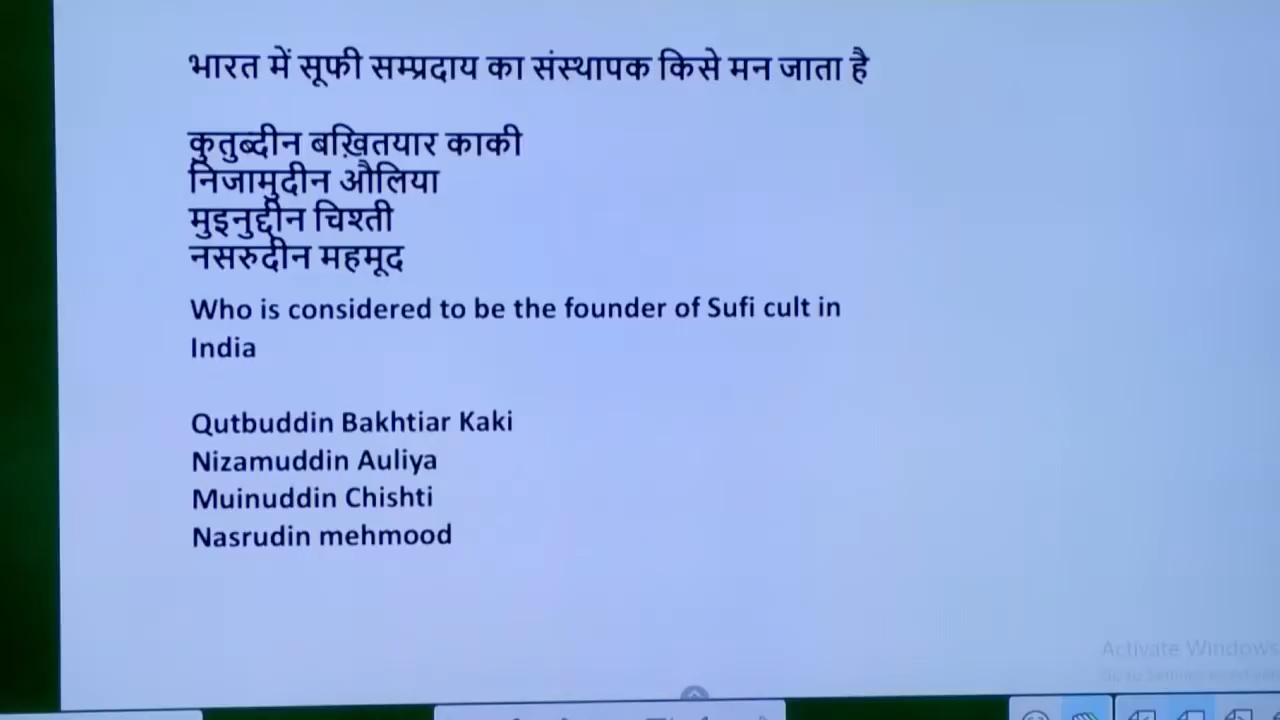 भारत में सूफी सम्प्रदाय का संस्थापक किसे मन जाता है
कुतुब्दीन बख़ितयार काकी
निजामुदीन औलिया
मुइनुद्दीन चिश्ती
नसरुदीन महमूद
Who is considered to be the founder of Sufi cult in
India
Qutbuddin Bakhtiar Kaki
Nizamuddin Auliya
Muinuddin Chishti
Nasrudin mehmood
Activate Windows